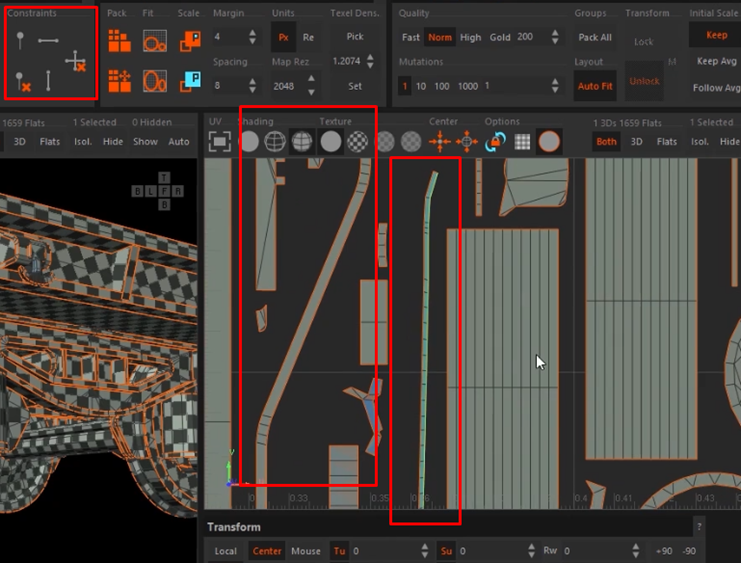 Constraints Pack Fit Scale Margin Units Texel Dens. Quality Groups Transform Initial Scale
4 Px Re Pick Fast Norm High Gold 200 Pack All Lock Keep
Spacing Map Rez 1.2074 Mutations Layout M Keep Avg
8 2048 Set 1 10 100 1000 1 Auto Fit Unlock Follow Avg
1659 Flats 1 Selected 0 Hidden UV Shading Texture Center Options 1 3Ds 1659 Flats 1 Selected
3D Flats Isol. Hide Show Auto Both 3D Flats Isol. Hide
T
B L F R
B
V
0.33 0.35 0.4 0.41 0.43
Transform ?
Local Center Mouse Tu 0 Su 0 Rw 0 +90 -90